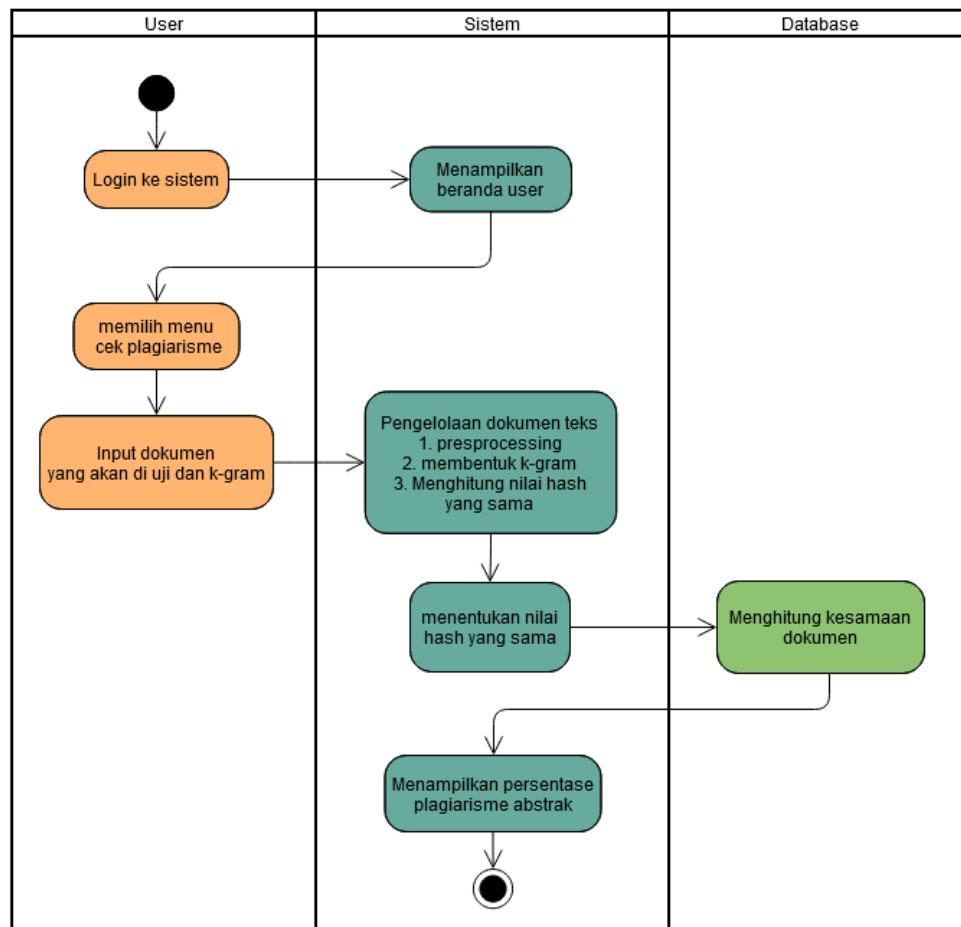 User
Sistem
Database
Login ke sistem
Menampilkan
beranda user
memilih menu
cek plagiarisme
Input dokumen
yang akan di uji dan k-gram
Pengelolaan dokumen teks
1. presprocessing
2. membentuk k-gram
3. Menghitung nilai hash
yang sama
menentukan nilai
hash yang sama
Menghitung kesamaan
dokumen
Menampilkan persentase
plagiarisme abstrak